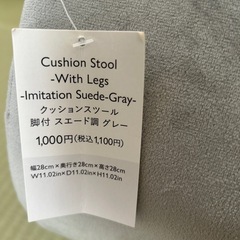 Cushion Stool
-With Legs
-Imitation Suede-Gray-
クッションスツール
脚付 スエード調 グレー
1,000円(税込1,100円)
幅28cm×奥行き28cm×高さ28cm
W11.02in×D11.02in×H11.02in